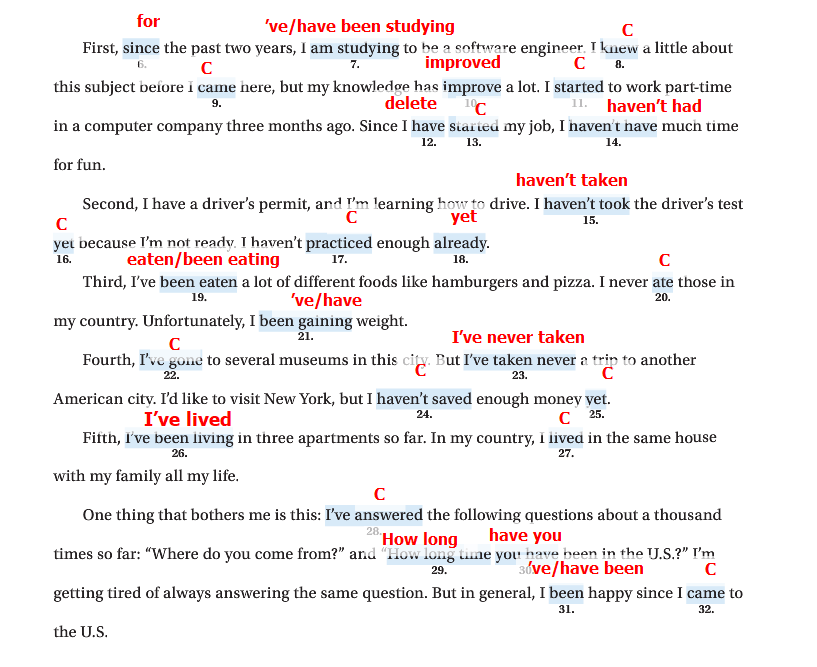 for 've/have been studying C
First, since the past two years, I am studying to be a software engineer. I knew a little about
6. 7. 8.
C improved C
this subject before I came here, but my knowledge has improve a lot. I started to work part-time
9. 10. 11.
delete C haven't had
in a computer company three months ago. Since I have started my job, I haven't have much time
12. 13. 14.
for fun.
haven't taken
Second, I have a driver's permit, and I'm learning how to drive. I haven't took the driver's test
15.
C C yet
yet because I'm not ready. I haven't practiced enough already.
16. 17. 18.
eaten/been eating C
Third, I've been eaten a lot of different foods like hamburgers and pizza. I never ate those in
19. 20.
've/have
my country. Unfortunately, I been gaining weight.
21.
C I've never taken
Fourth, I've gone to several museums in this city. But I've taken never a trip to another
22. 23.
C C
American city. I'd like to visit New York, but I haven't saved enough money yet.
24. 25.
I've lived C
Fifth, I've been living in three apartments so far. In my country, I lived in the same house
26. 27.
with my family all my life.
C
One thing that bothers me is this: I've answered the following questions about a thousand
28.
How long have you
times so far: “Where do you come from?” and “How long time you have been in the U.S.?” I'm
29. 30.
've/have been C
getting tired of always answering the same question. But in general, I been happy since I came to
31. 32.
the U.S.